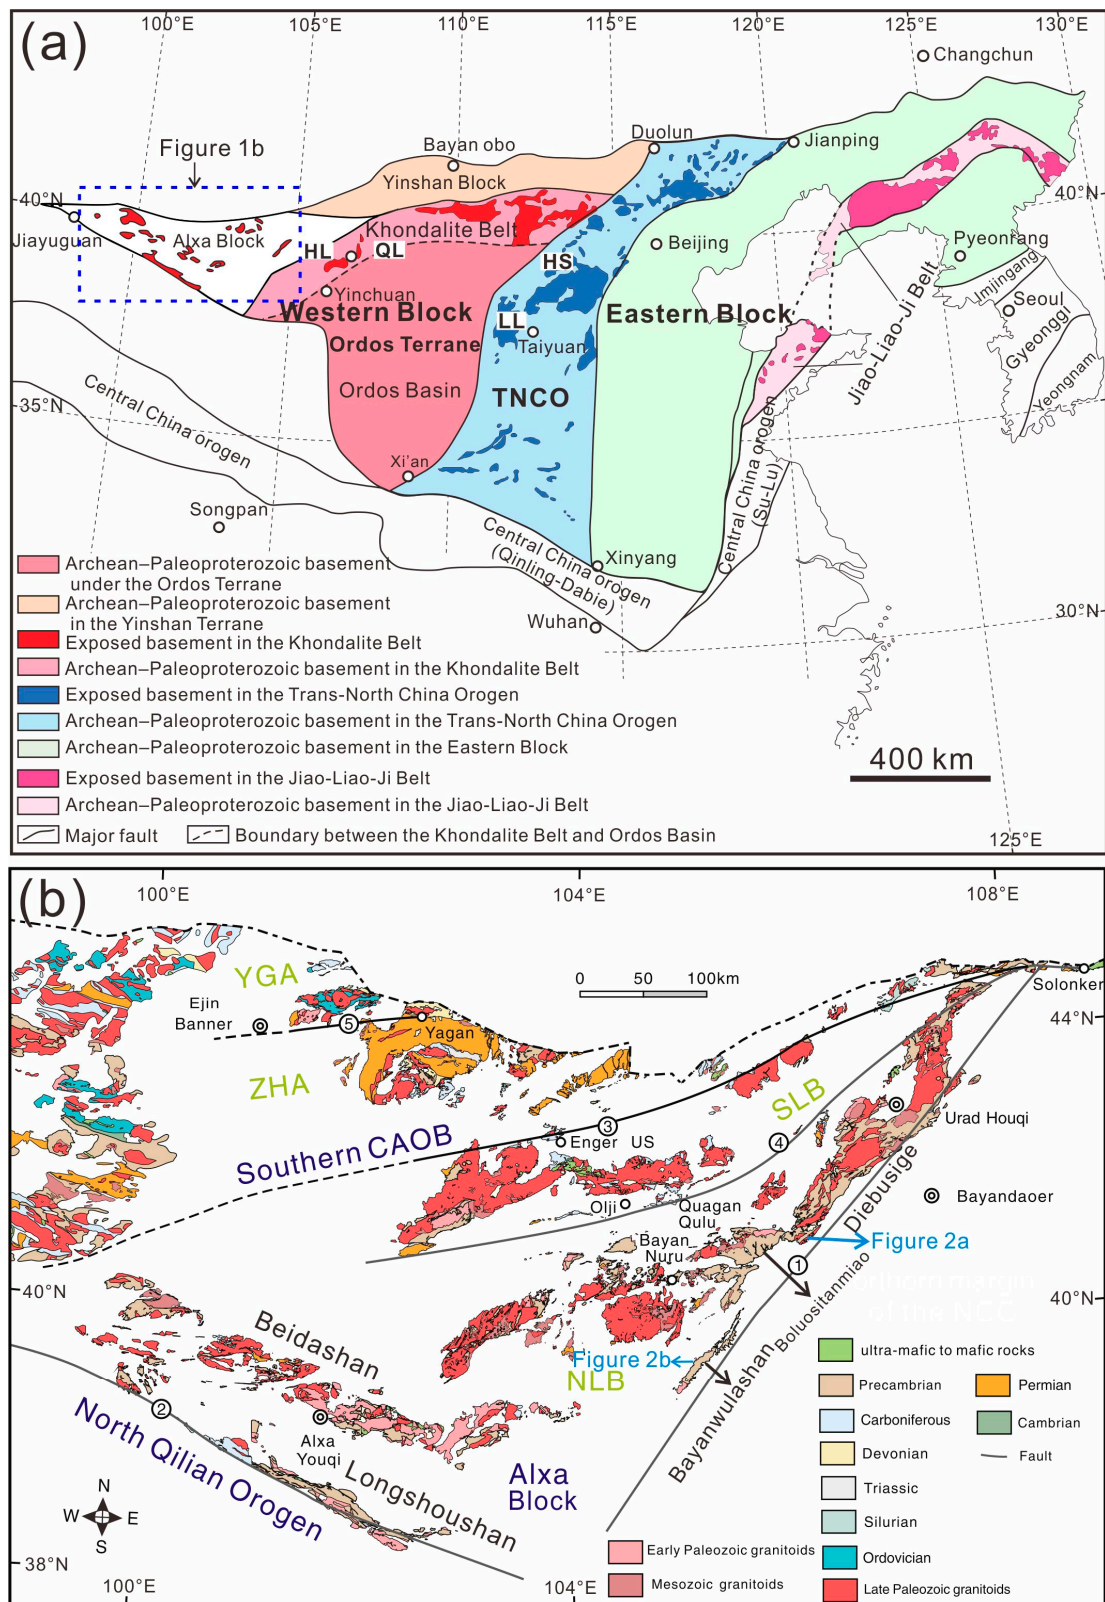 (a)
100°E
105°E
110°E
115°E
120°E
125°E
130°E
Changchun
Duolun
Jianping
Bayan obo
Figure 1b
Yinshan Block
40°N
40°N
Jiayuguan
Alxa Block
Khondalite Belt
HL
QL
HS
Beijing
Pyeonrang
Imjingang
Yinchuan
Western Block
LL
Eastern Block
Seoul
Ordos Terrane
Taiyuan
Gyeonggi
Jiao-Liao-Ji Belt
Yeongnam
Ordos Basin
TNCO
35°N
Central China orogen
Xi'an
Songpan
Central China orogen
(Su-Lu)
Central China orogen
(Qinling-Dabie)
Xinyang
Wuhan
30°N
Archean–Paleoproterozoic basement
under the Ordos Terrane
Archean–Paleoproterozoic basement
in the Yinshan Terrane
Exposed basement in the Khondalite Belt
Archean–Paleoproterozoic basement in the Khondalite Belt
Exposed basement in the Trans-North China Orogen
Archean–Paleoproterozoic basement in the Trans-North China Orogen
Archean–Paleoproterozoic basement in the Eastern Block
Exposed basement in the Jiao-Liao-Ji Belt
Archean–Paleoproterozoic basement in the Jiao-Liao-Ji Belt
Major fault
Boundary between the Khondalite Belt and Ordos Basin
400 km
125°E
(b)
100°E
104°E
108°E
YGA
0 50 100km
Solonker
Ejin
Banner
5
Yagan
44°N
ZHA
SLB
Urad Houqi
3
4
Enger US
Southern CAOB
Diebusige
Bayandaoer
Olji
Quagan
Qulu
Bayan
Nuru
Figure 2a
1
Boluositanmiao
northern margin
of the NCC
40°N
40°N
Beidashan
Figure 2b
NLB
Bayanwulashan
2
North Qilian Orogen
Alxa
Youqi
Longshoushan
Alxa
Block
N
W E
S
38°N
100°E
104°E
ultra-mafic to mafic rocks
Precambrian
Permian
Carboniferous
Cambrian
Devonian
Fault
Triassic
Silurian
Early Paleozoic granitoids
Ordovician
Mesozoic granitoids
Late Paleozoic granitoids